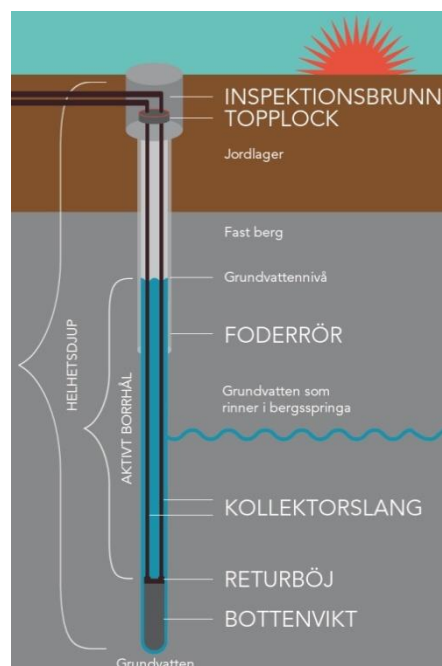 INSPEKTIONSBRUNN
TOPPLOCK
Jordlager
Fast berg
Grundvattennivå
FODERRÖR
Grundvatten som
rinner i bergsspringa
KOLLEKTORSLANG
RETURBÖJ
BOTTENVIKT
HELHETSDJUP
AKTIVT BORRHÅL
Grundvatten